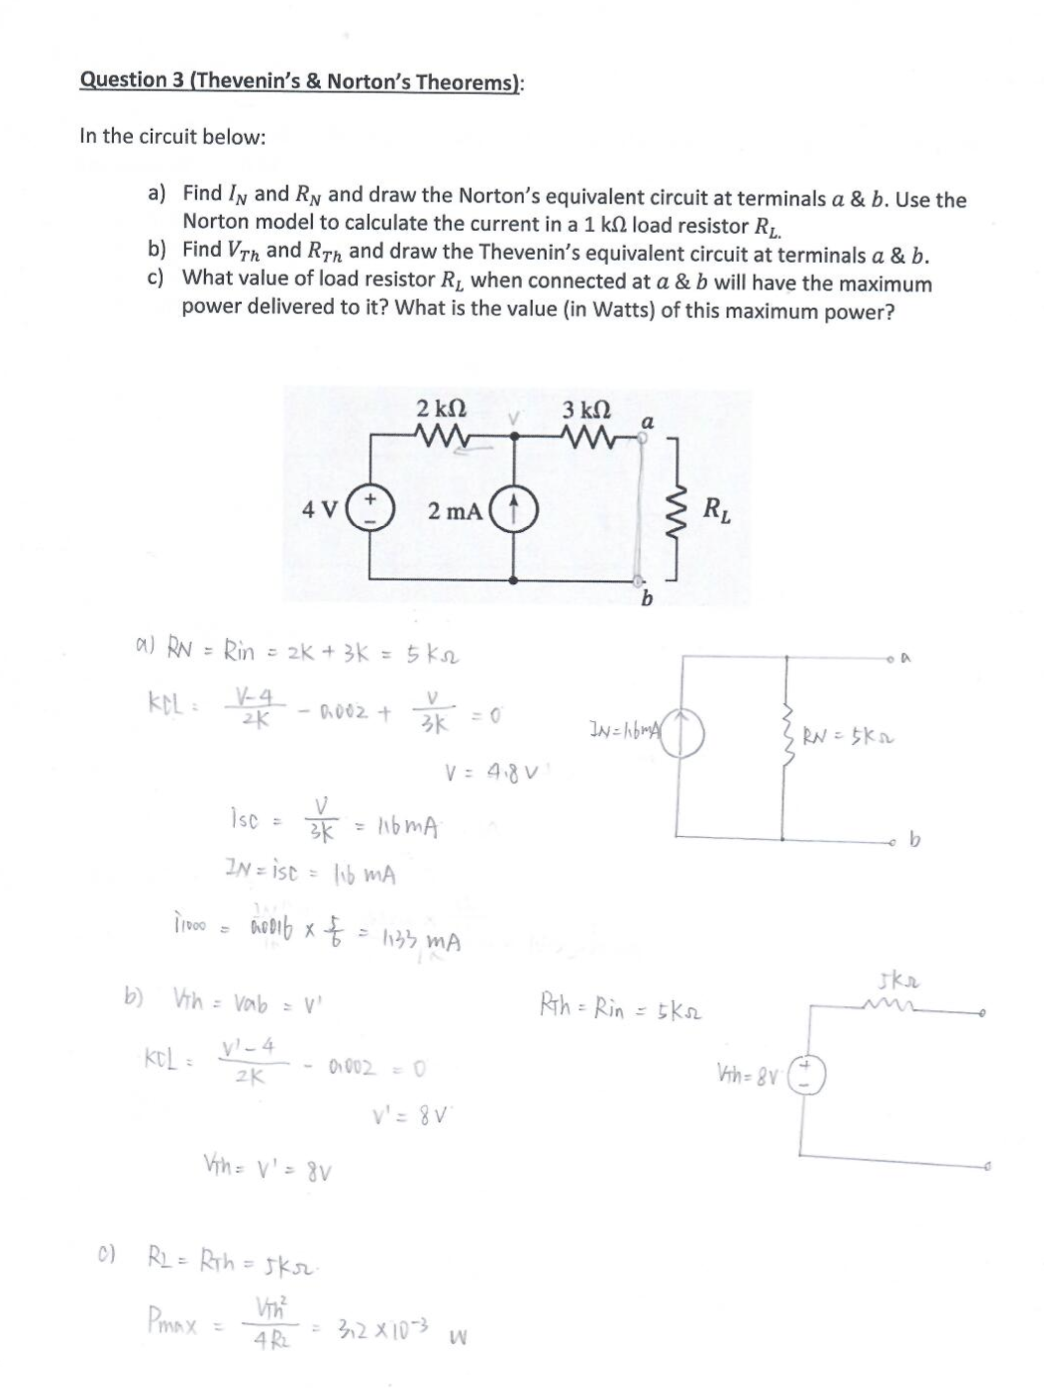 Question 3 (Thevenin's & Norton's Theorems):
In the circuit below:
a) Find I_N and R_N and draw the Norton's equivalent circuit at terminals a & b. Use the
Norton model to calculate the current in a 1 kΩ load resistor R_L.
b) Find V_Th and R_Th and draw the Thevenin's equivalent circuit at terminals a & b.
c) What value of load resistor R_L when connected at a & b will have the maximum
power delivered to it? What is the value (in Watts) of this maximum power?
2 kΩ
V
3 kΩ
a
4 V
+
−
2 mA
R_L
b
a) RN = Rin = 2K + 3K = 5 kΩ
KCL: (V-4)/2K - 0.002 + V/3K = 0
V = 4.8 V
isc = V/3K = 1.6 mA
IN = isc = 1.6 mA
i1000 = 0.0016 × 5/6 = 1.33 mA
a
IN=1.6mA
RN = 5KΩ
b
b) Vth = Vab = V'
KCL: (V'-4)/2K - 0.002 = 0
V' = 8 V
Vth = V' = 8V
Rth = Rin = 5KΩ
5kΩ
Vth=8V
+
−
c) RL = RTh = 5kΩ
Pmax = Vth²/4RL = 3.2 × 10⁻³ W